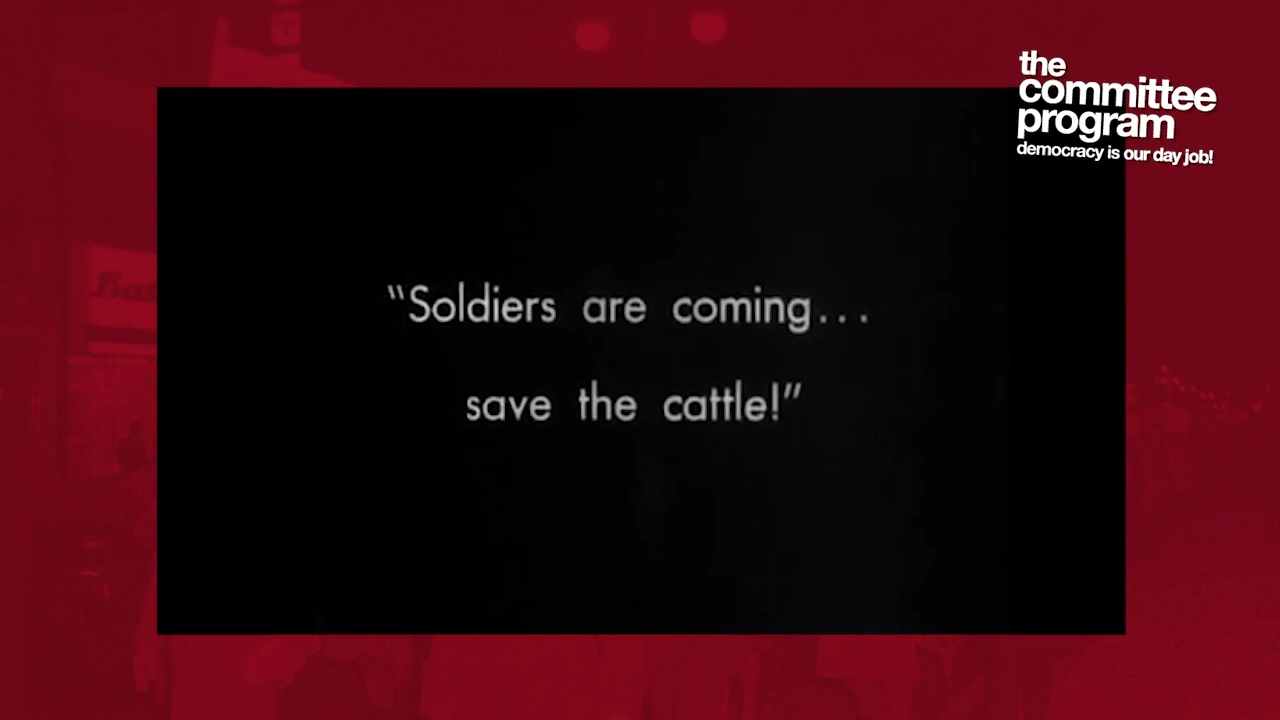 the
committee
program
democracy is our day job!
"Soldiers are coming...
save the cattle!"